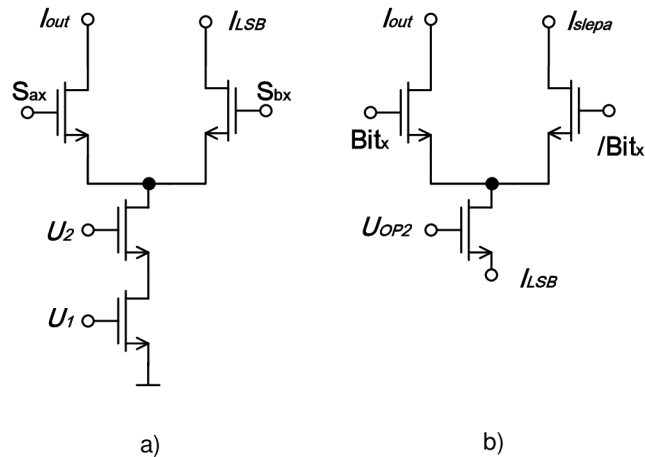 Iout
ILSB
Iout
Islepa
Sax
Sbx
Bitx
/Bitx
U2
UOP2
ILSB
U1
a)
b)